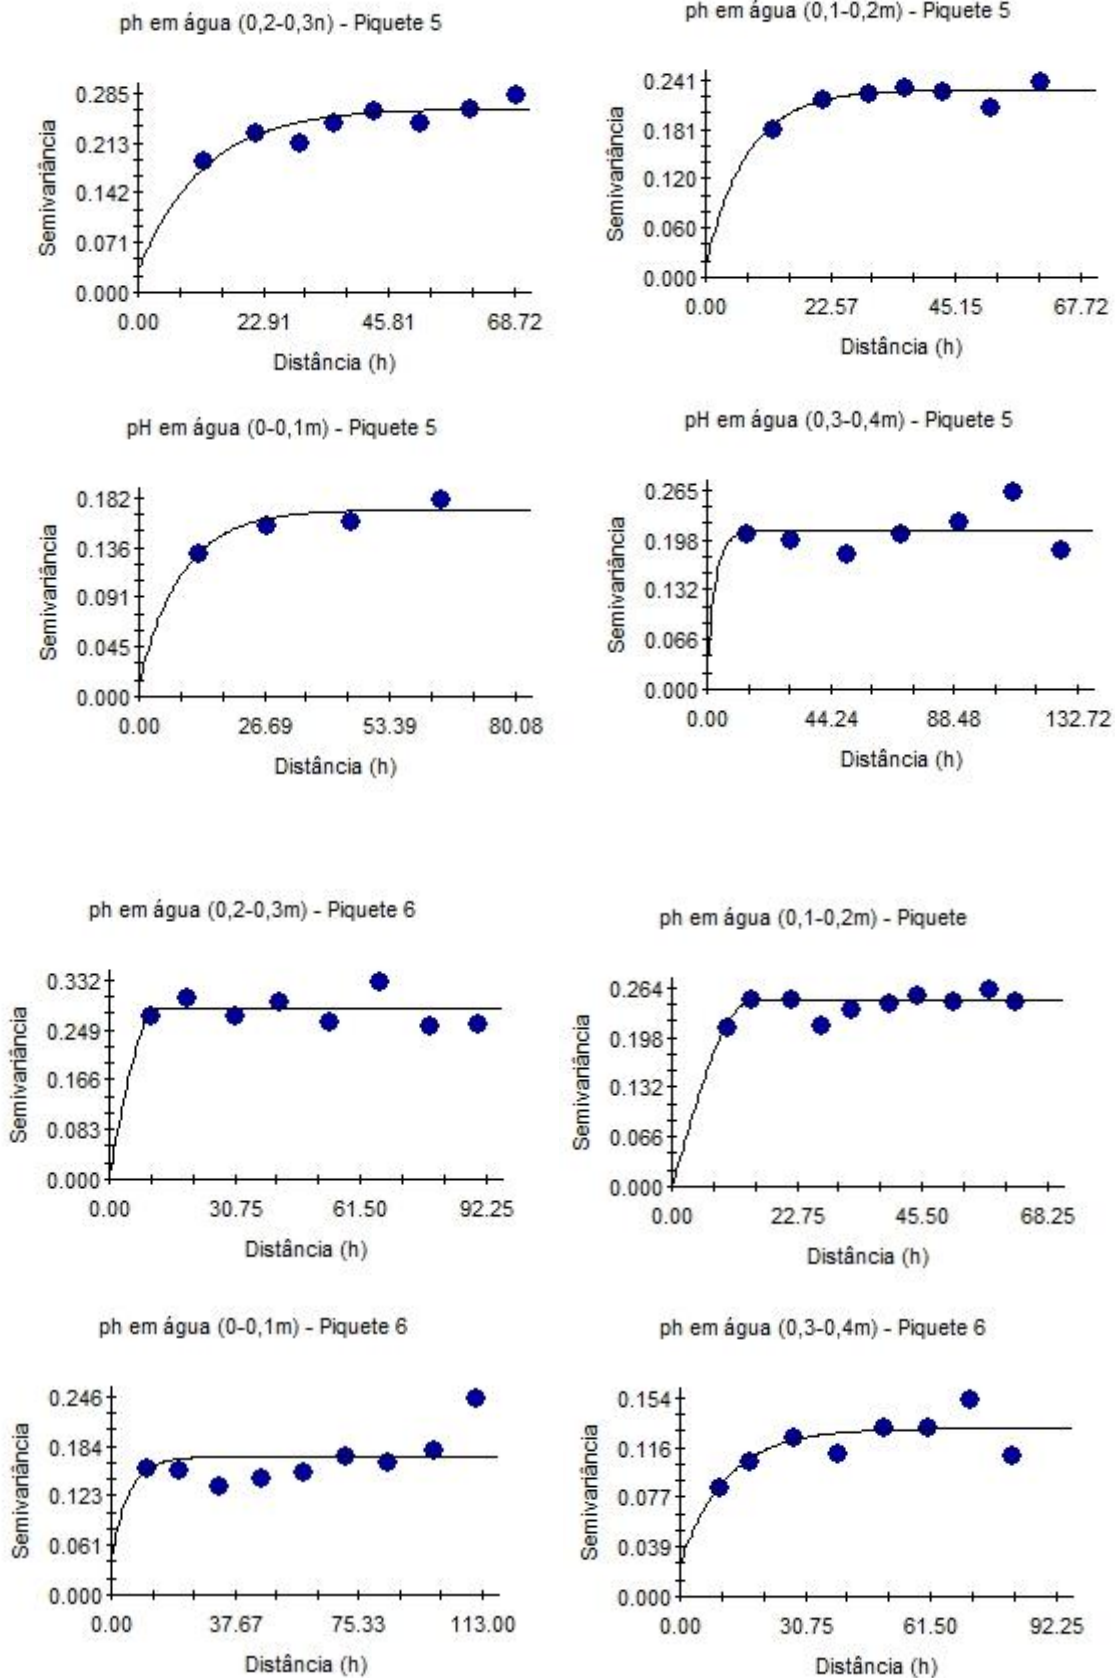 ph em água (0,2-0,3n) - Piquete 5
0.285
0.213
0.142
0.071
0.000
Semivariância
0.00 22.91 45.81 68.72
Distância (h)
ph em água (0,1-0,2m) - Piquete 5
0.241
0.181
0.120
0.060
0.000
Semivariância
0.00 22.57 45.15 67.72
Distância (h)
pH em água (0-0,1m) - Piquete 5
0.182
0.136
0.091
0.045
0.000
Semivariância
0.00 26.69 53.39 80.08
Distância (h)
pH em água (0,3-0,4m) - Piquete 5
0.265
0.198
0.132
0.066
0.000
Semivariância
0.00 44.24 88.48 132.72
Distância (h)
ph em água (0,2-0,3m) - Piquete 6
0.332
0.249
0.166
0.083
0.000
Semivariância
0.00 30.75 61.50 92.25
Distância (h)
ph em água (0,1-0,2m) - Piquete
0.264
0.198
0.132
0.066
0.000
Semivariância
0.00 22.75 45.50 68.25
Distância (h)
ph em água (0-0,1m) - Piquete 6
0.246
0.184
0.123
0.061
0.000
Semivariância
0.00 37.67 75.33 113.00
Distância (h)
ph em água (0,3-0,4m) - Piquete 6
0.154
0.116
0.077
0.039
0.000
Semivariância
0.00 30.75 61.50 92.25
Distância (h)